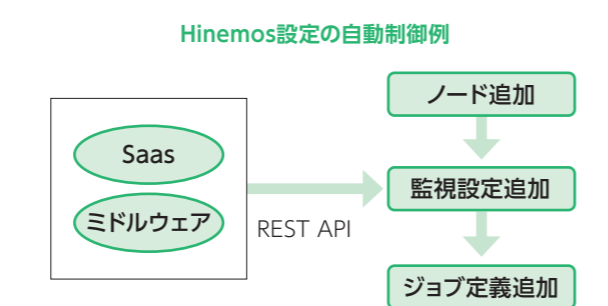 Hinemos設定の自動制御例
ノード追加
Saas
監視設定追加
ミドルウェア
REST API
ジョブ定義追加